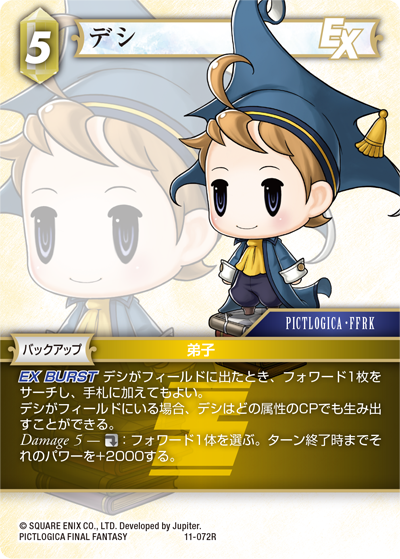 5 デシ EX
PICTLOGICA・FFRK
バックアップ 弟子
EX BURST デシがフィールドに出たとき、フォワード1枚を
サーチし、手札に加えてもよい。
デシがフィールドにいる場合、デシはどの属性のCPでも生み出
すことができる。
Damage 5 — : フォワード1体を選ぶ。ターン終了時までそ
れのパワーを+2000する。
© SQUARE ENIX CO., LTD. Developed by Jupiter.
PICTLOGICA FINAL FANTASY 11-072R